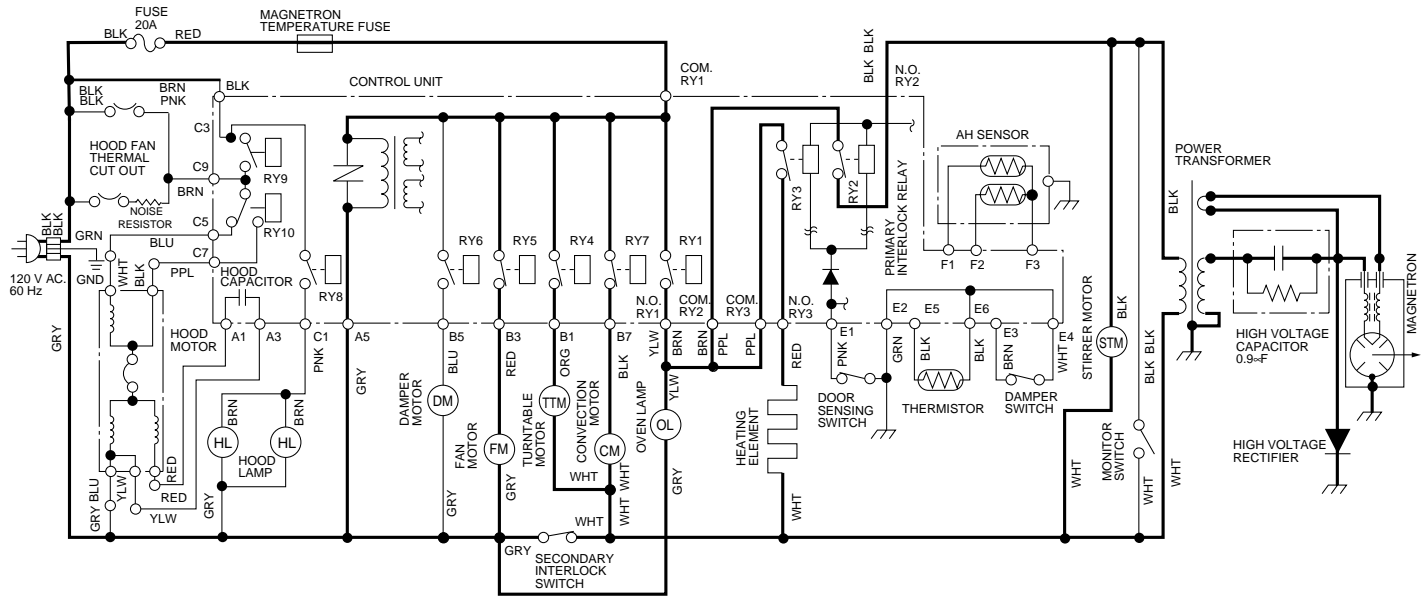 FUSE
20A
BLK
RED
MAGNETRON
TEMPERATURE FUSE
BLK
BLK
BRN
PNK
BLK
CONTROL UNIT
COM.
RY1
BLK BLK
N.O.
RY2
C3
HOOD FAN
THERMAL
CUT OUT
C9
RY9
BRN
NOISE
RESISTOR
C5
RY10
BLK
BLK
GRN
BLU
C7
PPL
120 V AC.
60 Hz
GND
WHT
BLK
HOOD
CAPACITOR
RY8
RY6
RY5
RY4
RY7
RY1
RY3
RY2
PRIMARY
INTERLOCK RELAY
AH SENSOR
F1
F2
F3
POWER
TRANSFORMER
BLK
N.O.
RY1
COM.
RY2
COM.
RY3
N.O.
RY3
HOOD
MOTOR
A1
A3
C1
A5
B5
B3
B1
B7
E1
E2
E5
E6
E3
E4
GRY
PNK
GRY
BLU
RED
ORG
BLK
YLW
BRN
BRN
PPL
PPL
RED
PNK
GRN
BLK
BLK
BRN
WHT
STIRRER MOTOR
BLK
STM
BLK BLK
HIGH VOLTAGE
CAPACITOR
0.9∝F
MAGNETRON
BRN
BRN
HL
HL
HOOD
LAMP
DAMPER
MOTOR
DM
FAN
MOTOR
FM
TURNTABLE
MOTOR
TTM
CONVECTION
MOTOR
CM
OVEN LAMP
YLW
OL
HEATING
ELEMENT
DOOR
SENSING
SWITCH
THERMISTOR
DAMPER
SWITCH
MONITOR
SWITCH
HIGH VOLTAGE
RECTIFIER
RED
RED
BLU
YLW
GRY
YLW
GRY
GRY
GRY
WHT
WHT
WHT
WHT
GRY
WHT
WHT
WHT
WHT
GRY
WHT
SECONDARY
INTERLOCK
SWITCH